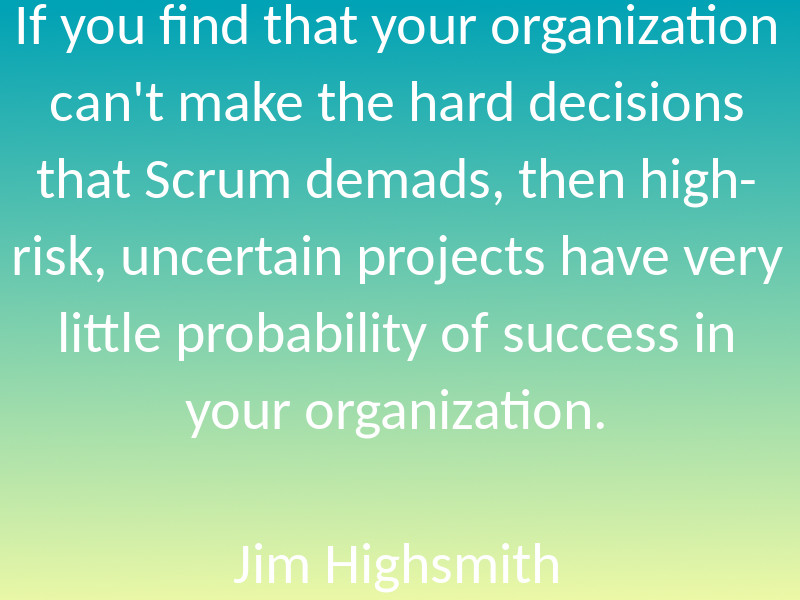 If you find that your organization
can't make the hard decisions
that Scrum demads, then high-
risk, uncertain projects have very
little probability of success in
your organization.
Jim Highsmith